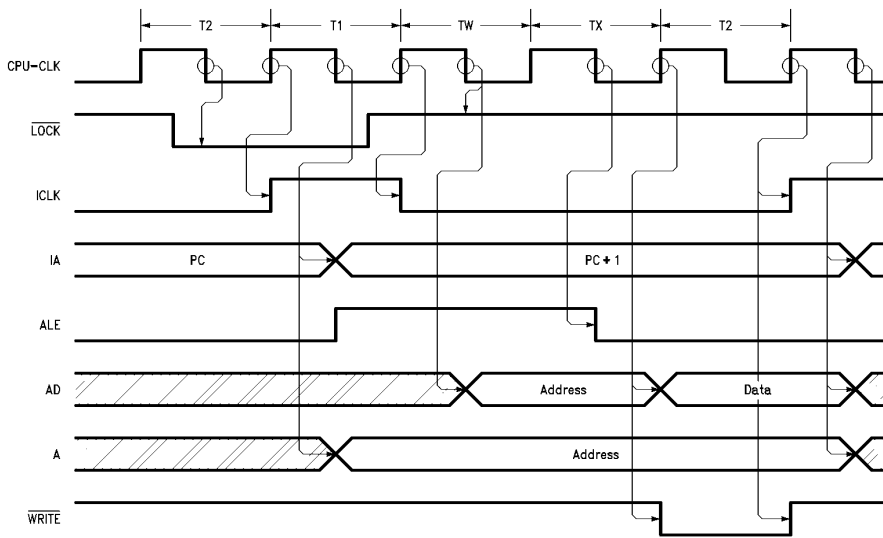 T2 T1 TW TX T2
CPU-CLK
LOCK
ICLK
IA PC PC + 1
ALE
AD Address Data
A Address
WRITE